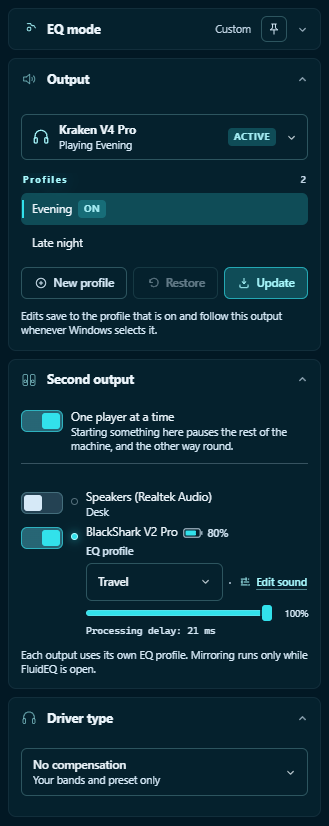 EQ mode
Custom
Output
Kraken V4 Pro
Playing Evening
ACTIVE
Profiles
2
Evening ON
Late night
New profile
Restore
Update
Edits save to the profile that is on and follow this output
whenever Windows selects it.
Second output
One player at a time
Starting something here pauses the rest of the
machine, and the other way round.
Speakers (Realtek Audio)
Desk
BlackShark V2 Pro 80%
EQ profile
Travel
· Edit sound
100%
Processing delay: 21 ms
Each output uses its own EQ profile. Mirroring runs only while
FluidEQ is open.
Driver type
No compensation
Your bands and preset only